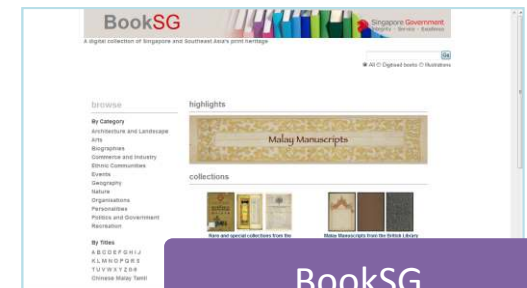 BookSG
Singapore Government
Integrity · Service · Excellence
A digital collection of Singapore and Southeast Asia's print heritage
Go
All Digitised books Illustrations
browse
By Category
Architecture and Landscape
Arts
Biographies
Commerce and Industry
Ethnic Communities
Events
Geography
Nature
Organisations
Personalities
Politics and Government
Recreation
By Titles
A B C D E F G H I J
K L M N O P Q R S
T U V W X Y Z 0-9
Chinese Malay Tamil
highlights
Malay Manuscripts
collections
Rare and special collections from the
Malay Manuscripts from the British Library
BookSG